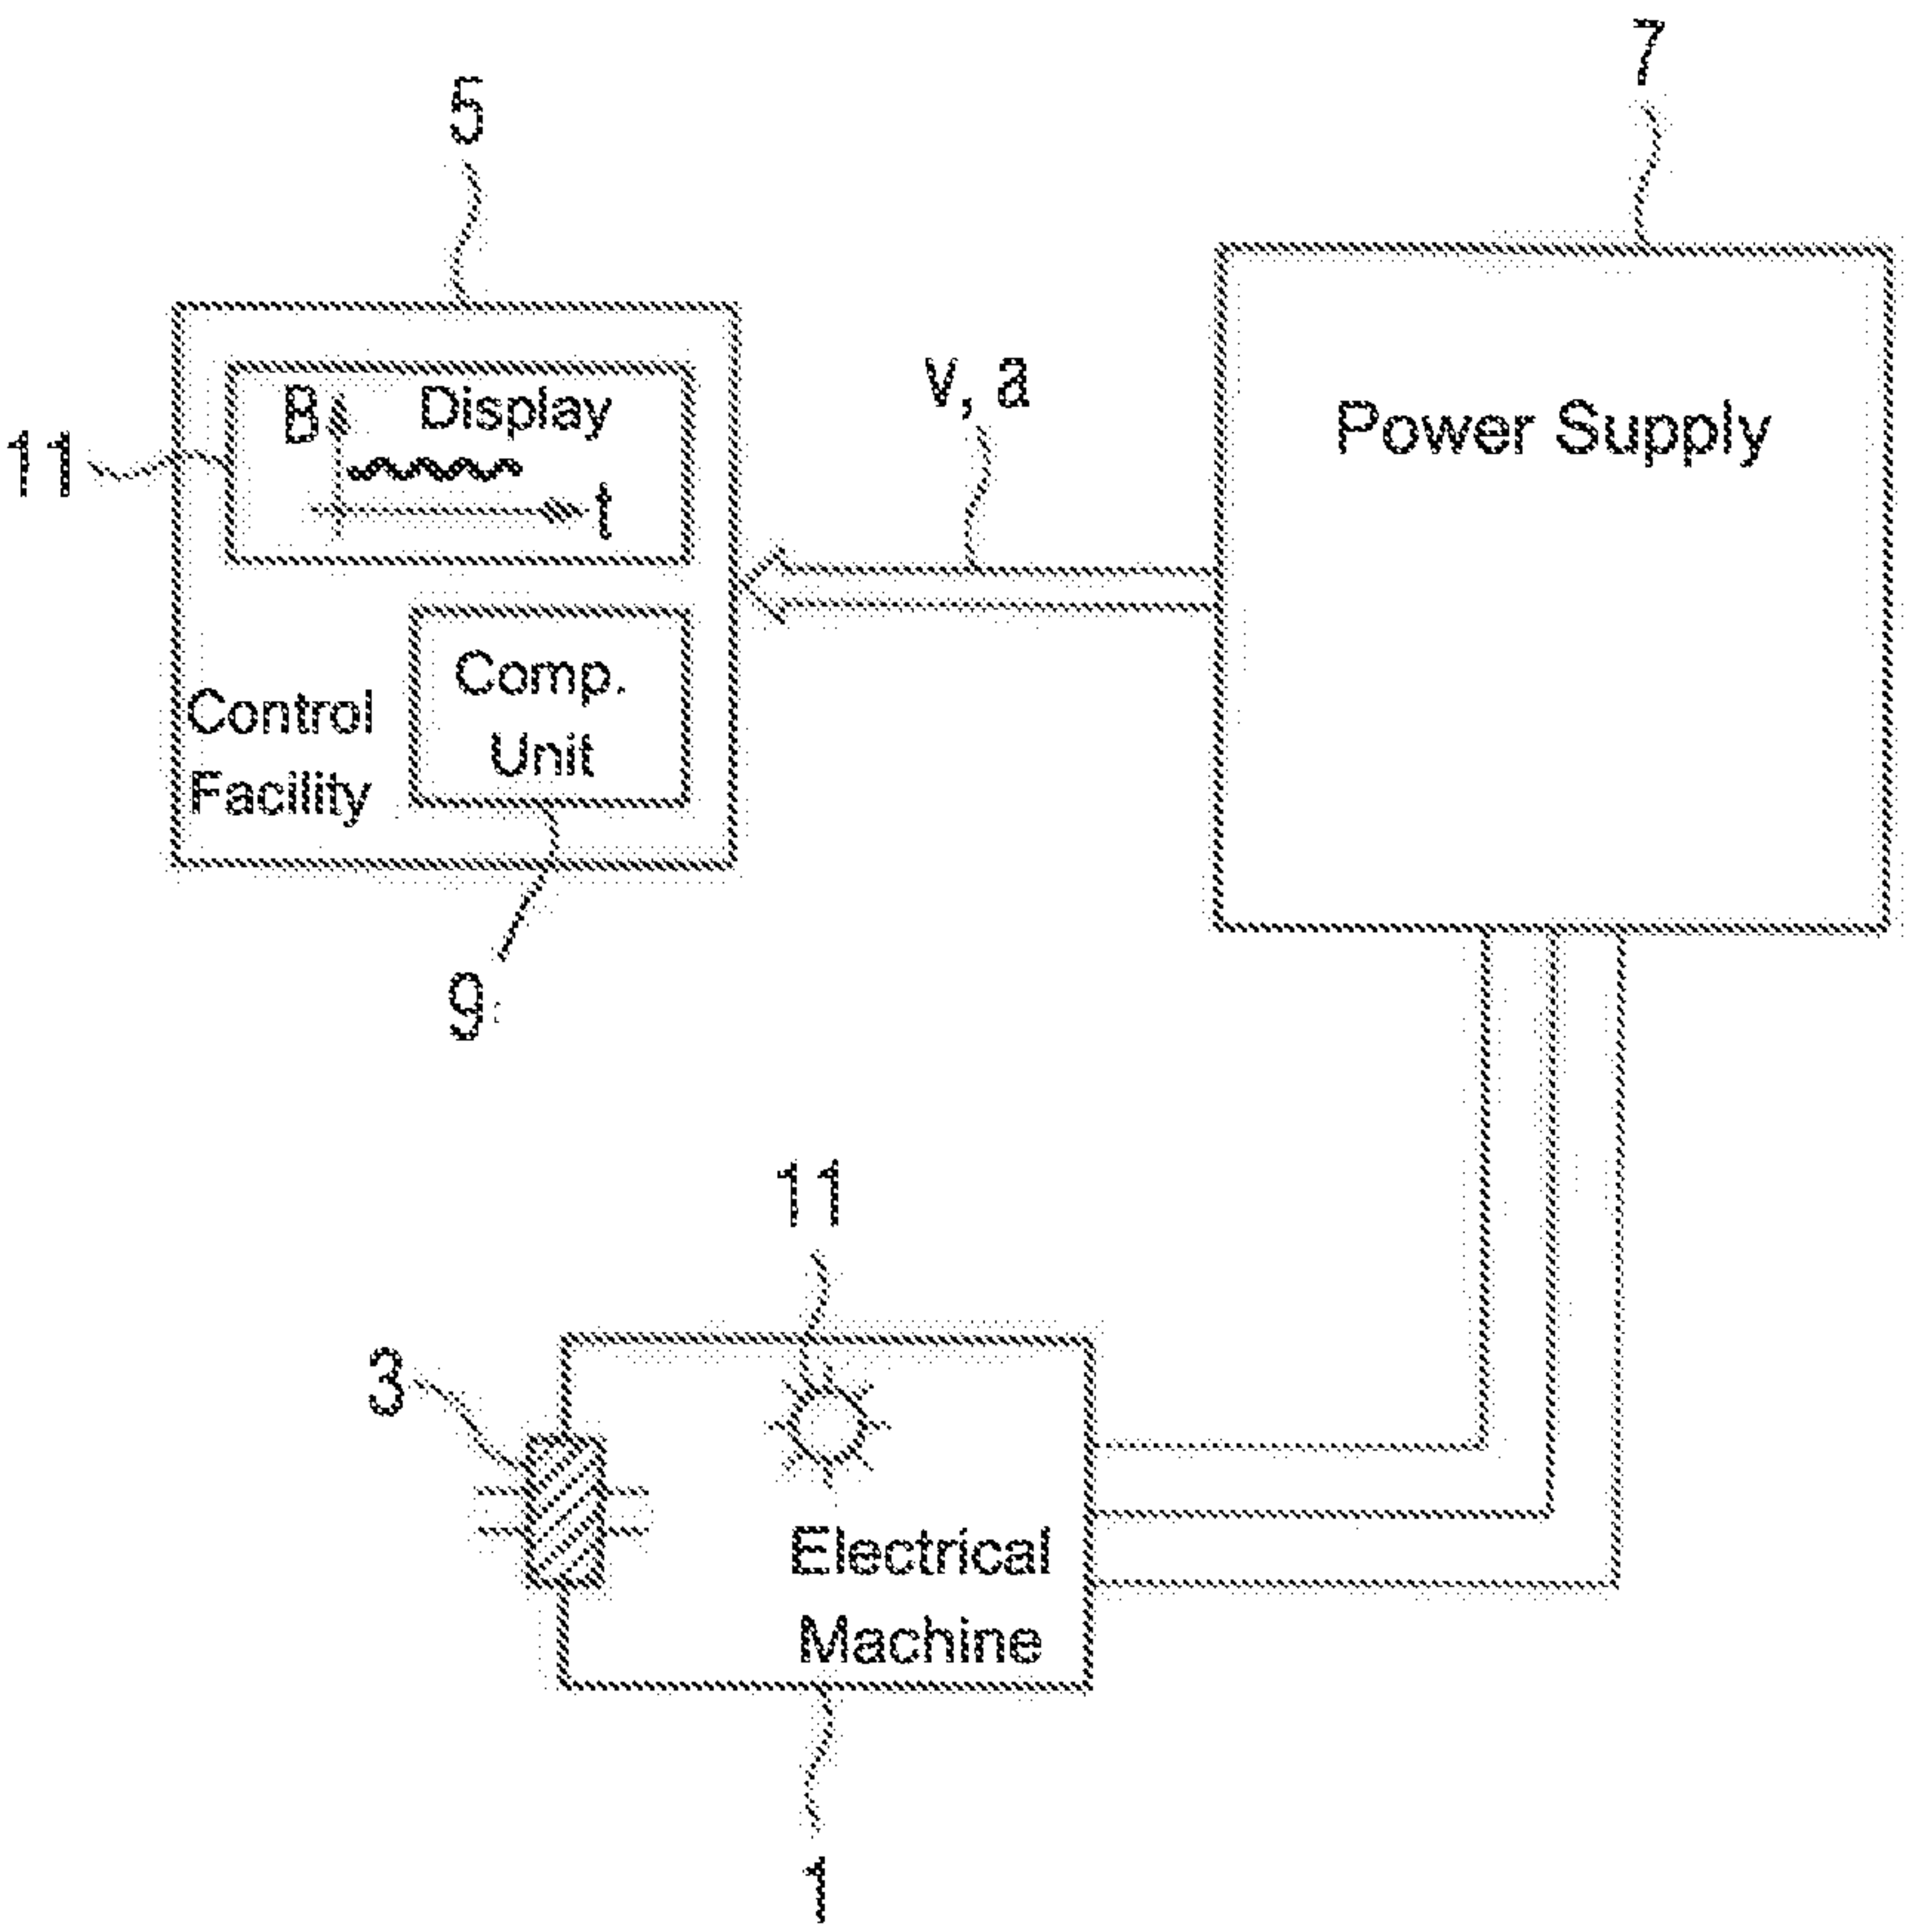 7
5
v, a
B Display
Power Supply
11
t
Comp.
Unit
Control
Facility
9
11
3
Electrical
Machine
1